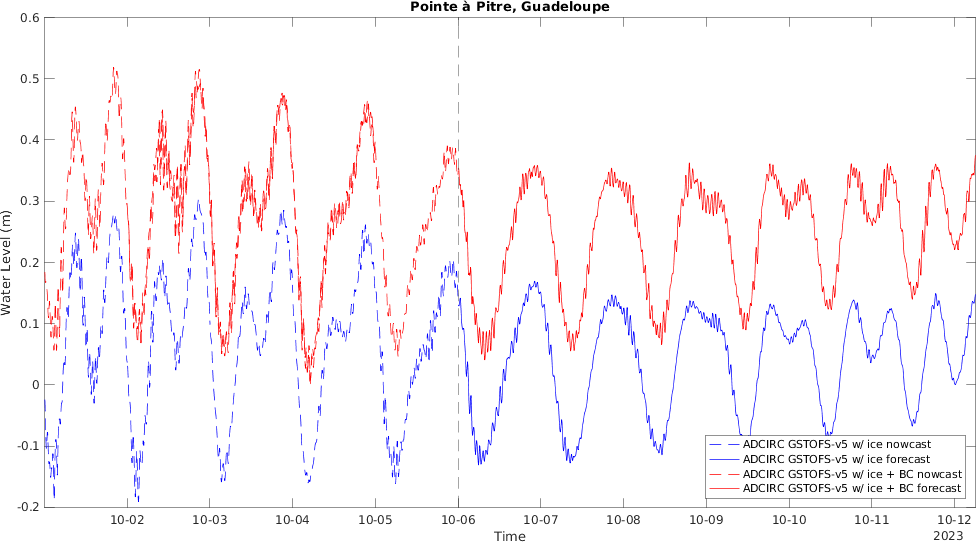 Pointe à Pitre, Guadeloupe
Water Level (m)
0.6
0.5
0.4
0.3
0.2
0.1
0
-0.1
-0.2
ADCIRC GSTOFS-v5 w/ ice nowcast
ADCIRC GSTOFS-v5 w/ ice forecast
ADCIRC GSTOFS-v5 w/ ice + BC nowcast
ADCIRC GSTOFS-v5 w/ ice + BC forecast
10-02 10-03 10-04 10-05 10-06 10-07 10-08 10-09 10-10 10-11 10-12
Time
2023